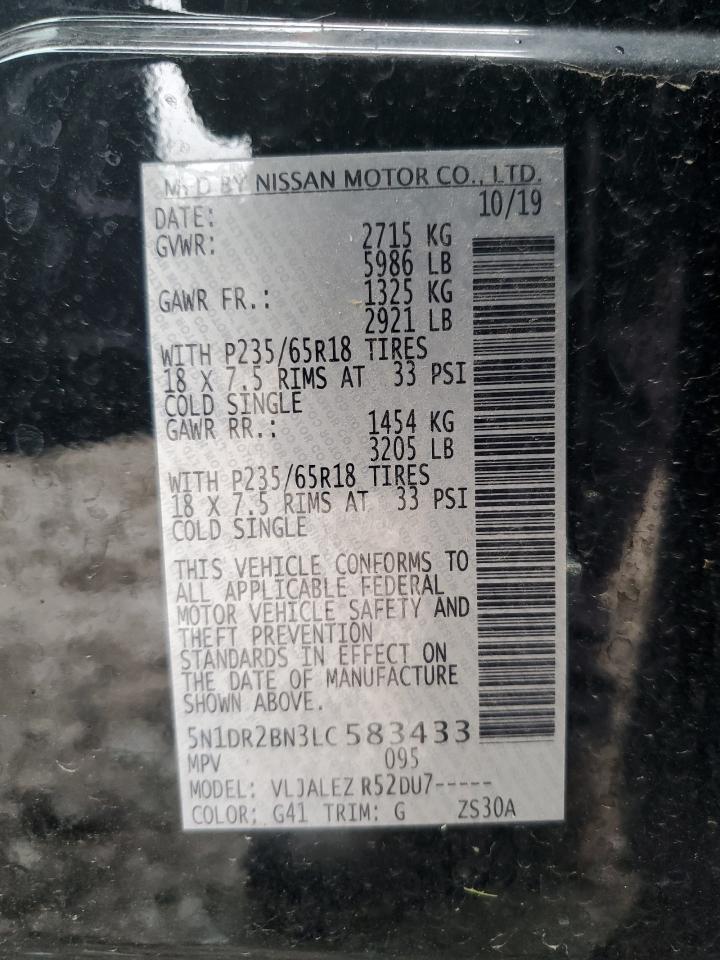 MFD BY NISSAN MOTOR CO., LTD.
DATE: 10/19
GVWR: 2715 KG
5986 LB
GAWR FR.: 1325 KG
2921 LB
WITH P235/65R18 TIRES
18 X 7.5 RIMS AT 33 PSI
COLD SINGLE
GAWR RR.: 1454 KG
3205 LB
WITH P235/65R18 TIRES
18 X 7.5 RIMS AT 33 PSI
COLD SINGLE
THIS VEHICLE CONFORMS TO
ALL APPLICABLE FEDERAL
MOTOR VEHICLE SAFETY AND
THEFT PREVENTION
STANDARDS IN EFFECT ON
THE DATE OF MANUFACTURE
SHOWN ABOVE.
5N1DR2BN3LC583433
MPV 095
MODEL: VLJALEZ R52DU7-----
COLOR: G41 TRIM: G ZS30A